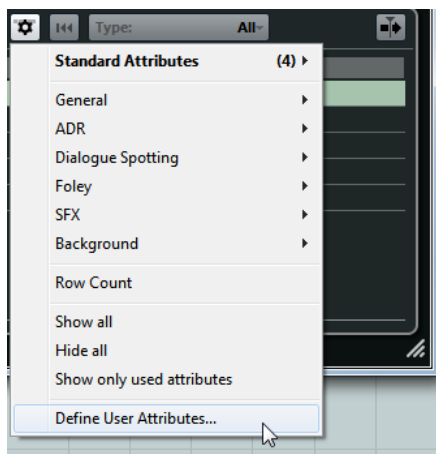 Type: All
Standard Attributes (4)
General
ADR
Dialogue Spotting
Foley
SFX
Background
Row Count
Show all
Hide all
Show only used attributes
Define User Attributes...